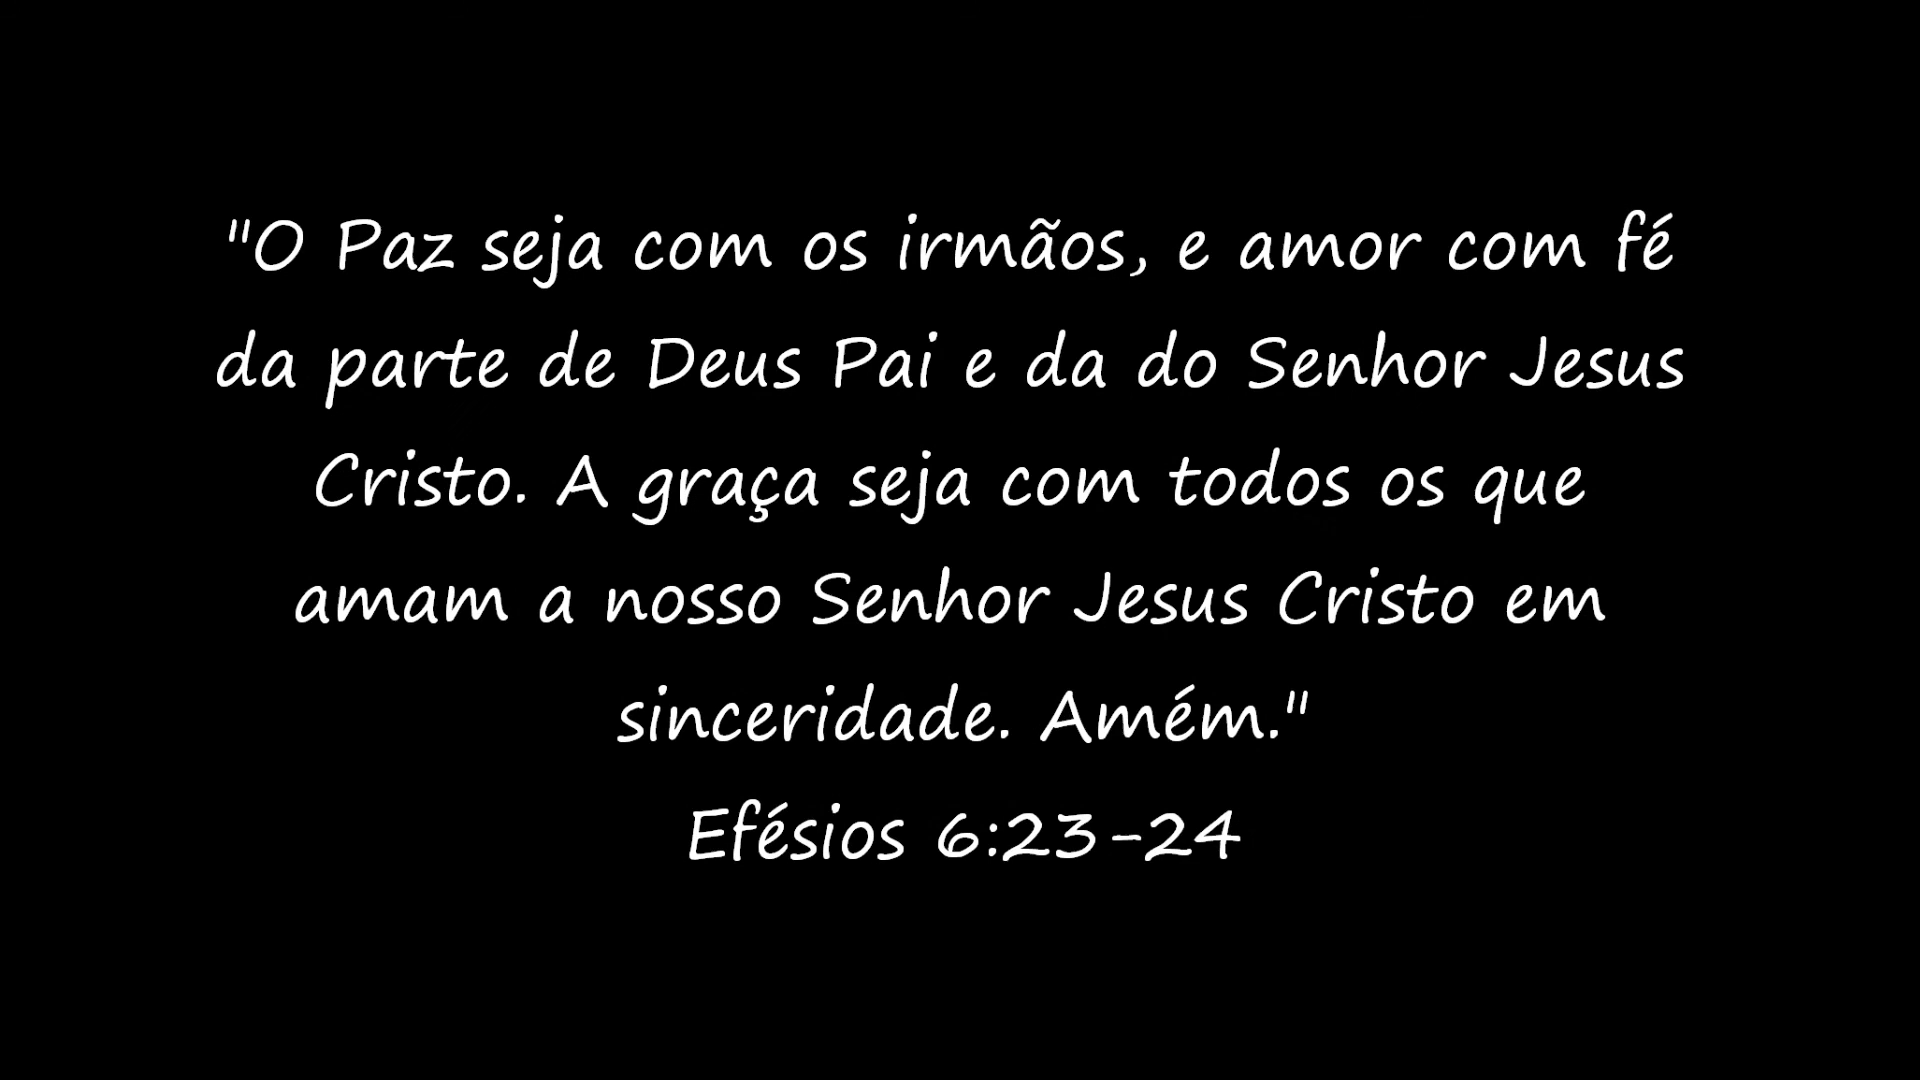 "O Paz seja com os irmãos, e amor com fé
da parte de Deus Pai e da do Senhor Jesus
Cristo. A graça seja com todos os que
amam a nosso Senhor Jesus Cristo em
sinceridade. Amém."
Efésios 6:23-24